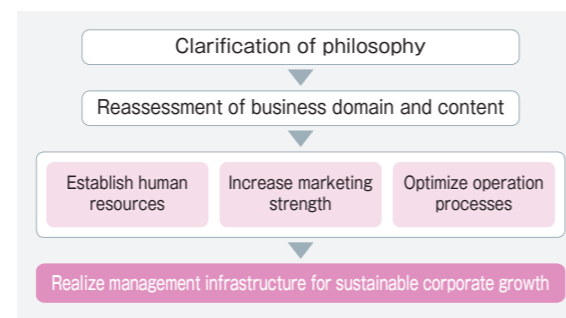 Clarification of philosophy
Reassessment of business domain and content
Establish human
resources
Increase marketing
strength
Optimize operation
processes
Realize management infrastructure for sustainable corporate growth